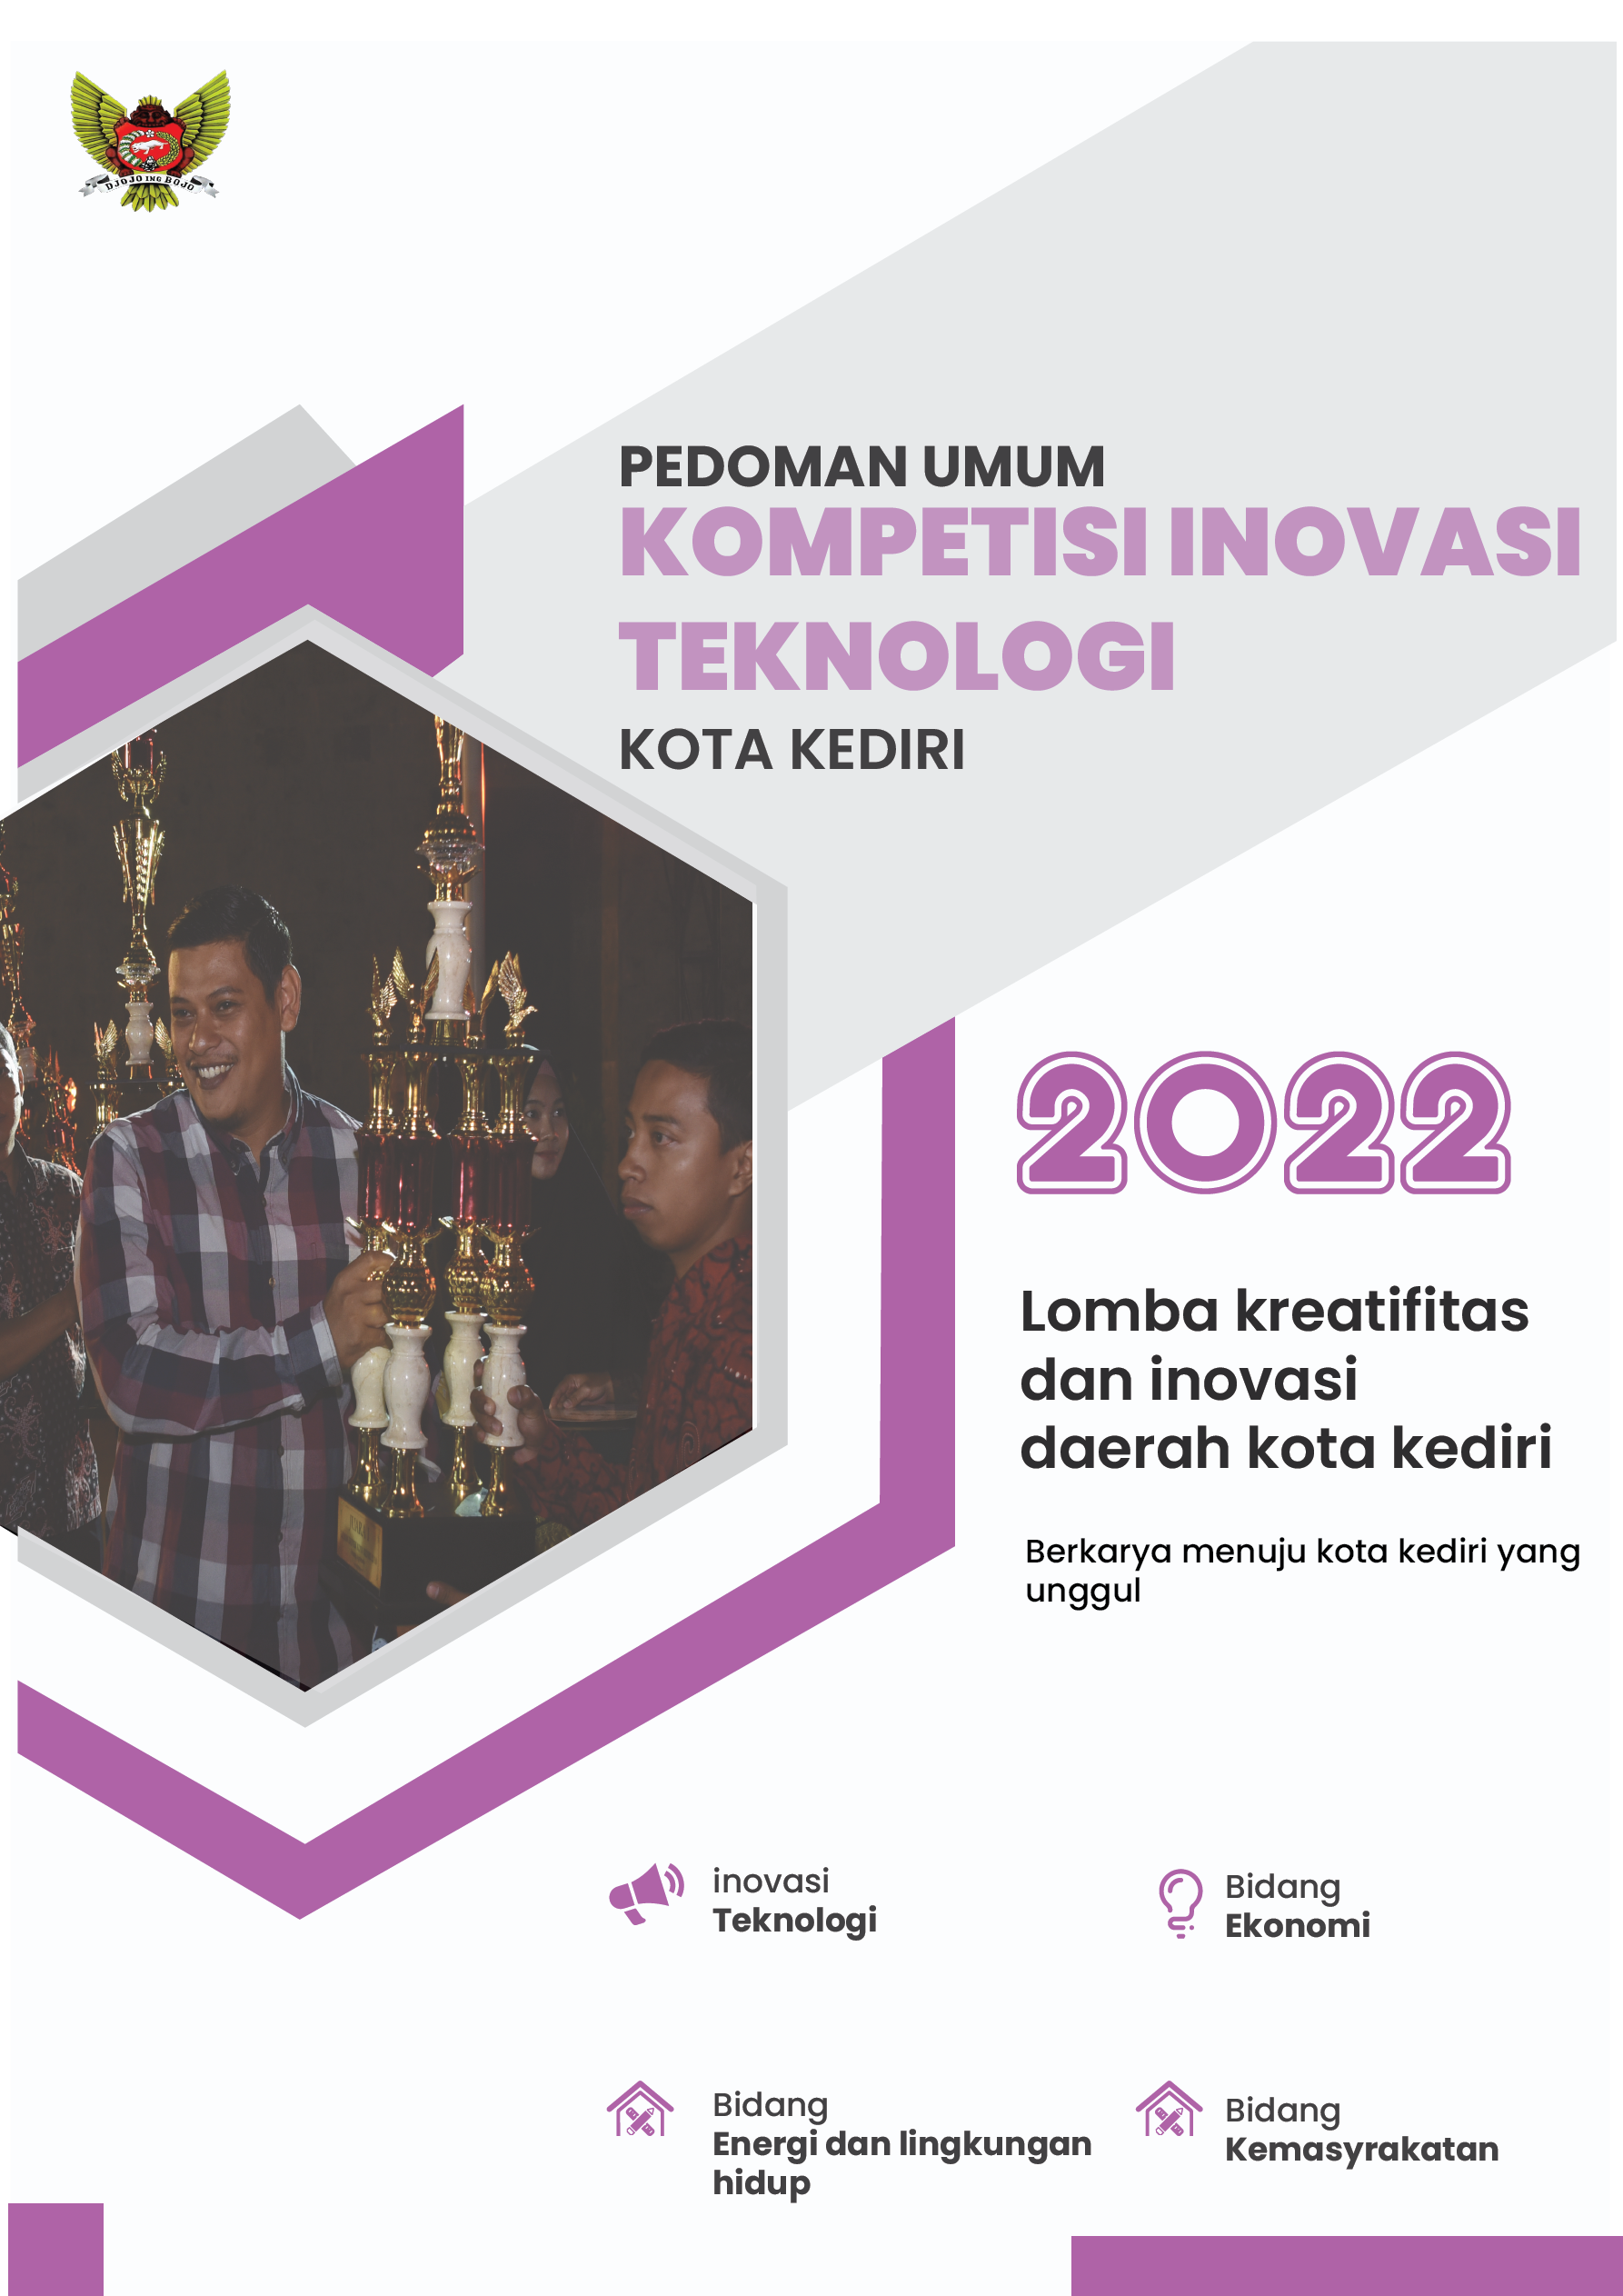 DJOJO ING BOJO
PEDOMAN UMUM
KOMPETISI INOVASI
TEKNOLOGI
KOTA KEDIRI
2022
Lomba kreatifitas
dan inovasi
daerah kota kediri
Berkarya menuju kota kediri yang
unggul
inovasi
Teknologi
Bidang
Ekonomi
Bidang
Energi dan lingkungan
hidup
Bidang
Kemasyrakatan